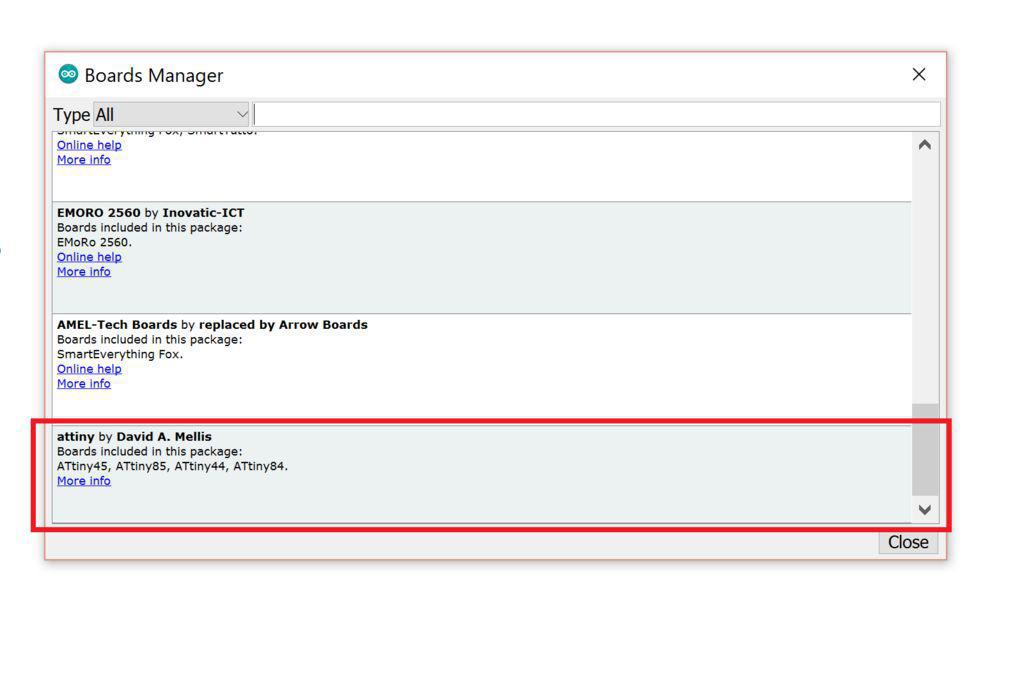 Boards Manager
Type All
SmartEverything Fox, SmartTutto.
Online help
More info
EMORO 2560 by Inovatic-ICT
Boards included in this package:
EMoRo 2560.
Online help
More info
AMEL-Tech Boards by replaced by Arrow Boards
Boards included in this package:
SmartEverything Fox.
Online help
More info
attiny by David A. Mellis
Boards included in this package:
ATtiny45, ATtiny85, ATtiny44, ATtiny84.
More info
Close